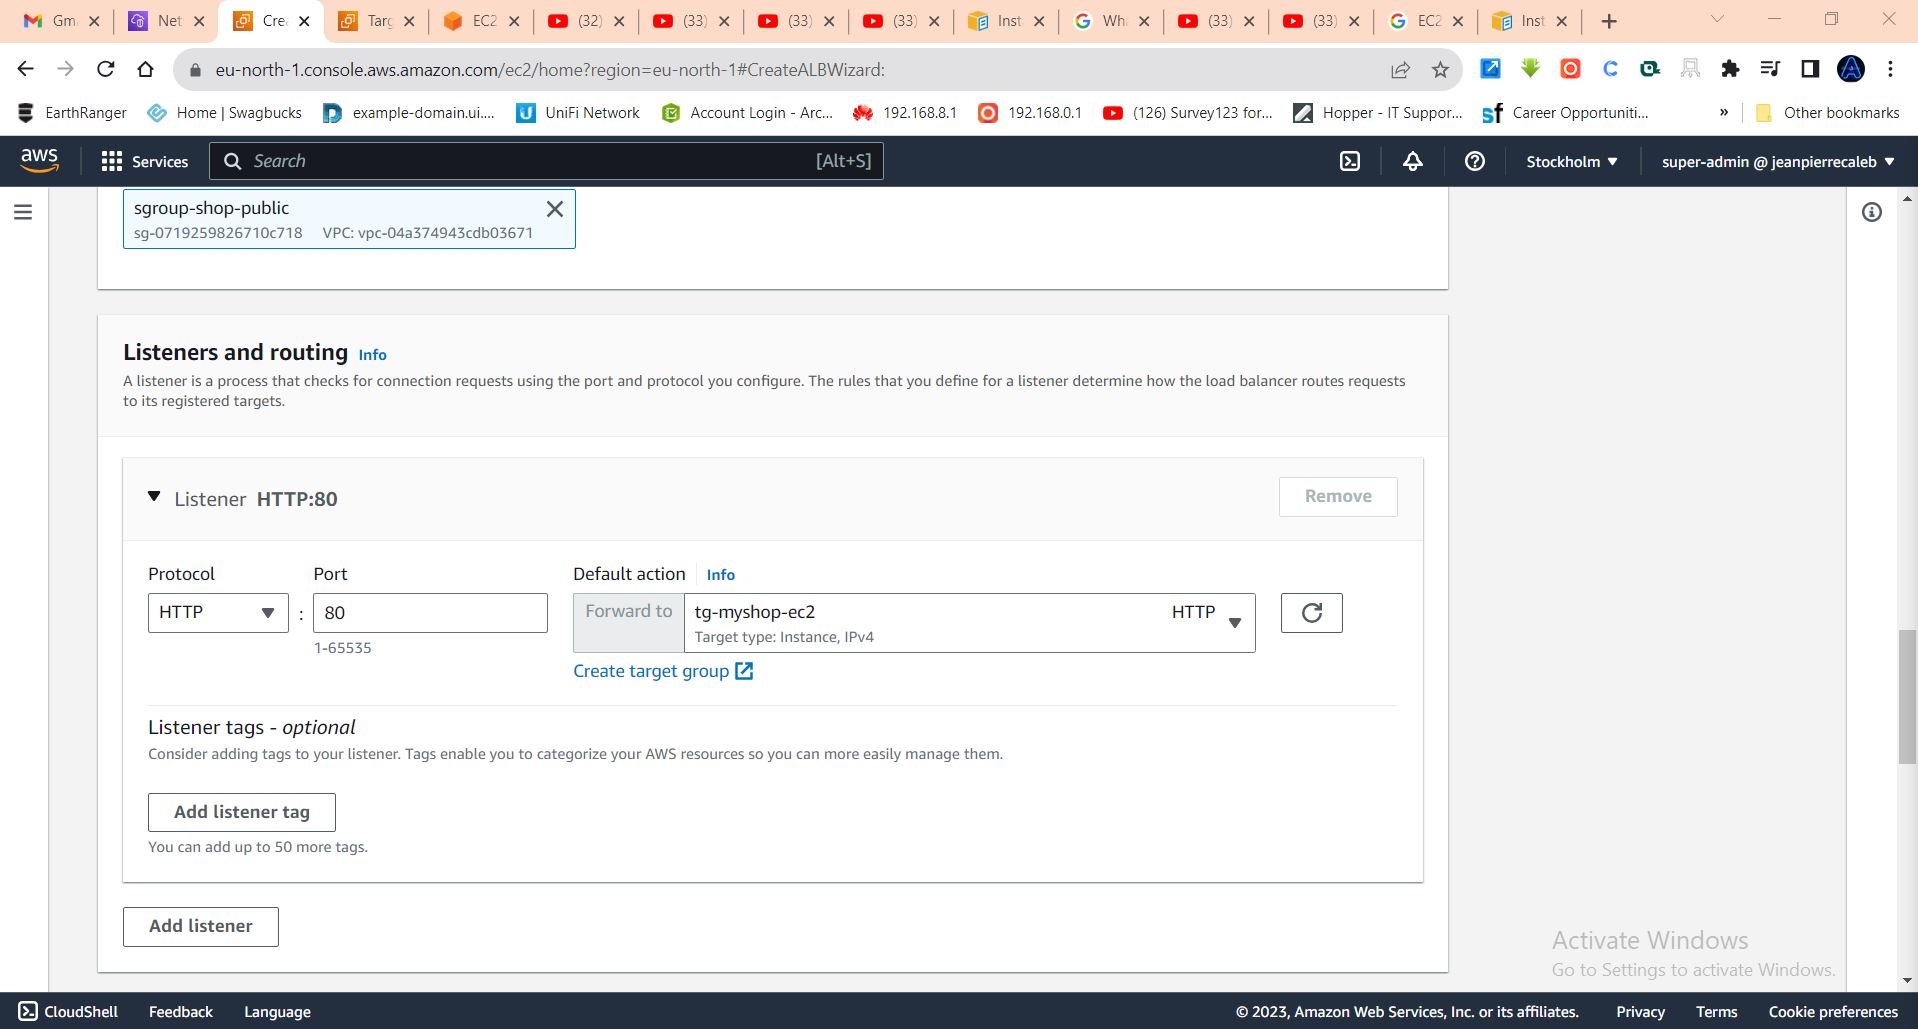 Gm
Net
Cre
Targ
EC2
(32)
(33)
(33)
(33)
Inst
Wh
(33)
(33)
EC2
Inst
eu-north-1.console.aws.amazon.com/ec2/home?region=eu-north-1#CreateALBWizard:
EarthRanger
Home | Swagbucks
example-domain.ui....
UniFi Network
Account Login - Arc...
192.168.8.1
192.168.0.1
(126) Survey123 for...
Hopper - IT Suppor...
Career Opportuniti...
»
Other bookmarks
aws
Services
Search
[Alt+S]
Stockholm
super-admin @ jeanpierrecaleb
sgroup-shop-public
sg-0719259826710c718 VPC: vpc-04a374943cdb03671
Listeners and routing Info
A listener is a process that checks for connection requests using the port and protocol you configure. The rules that you define for a listener determine how the load balancer routes requests
to its registered targets.
Listener HTTP:80
Remove
Protocol
Port
Default action Info
HTTP
:
80
1-65535
Forward to
tg-myshop-ec2
HTTP
Target type: Instance, IPv4
Create target group
Listener tags - optional
Consider adding tags to your listener. Tags enable you to categorize your AWS resources so you can more easily manage them.
Add listener tag
You can add up to 50 more tags.
Add listener
Activate Windows
Go to Settings to activate Windows.
CloudShell
Feedback
Language
© 2023, Amazon Web Services, Inc. or its affiliates.
Privacy
Terms
Cookie preferences